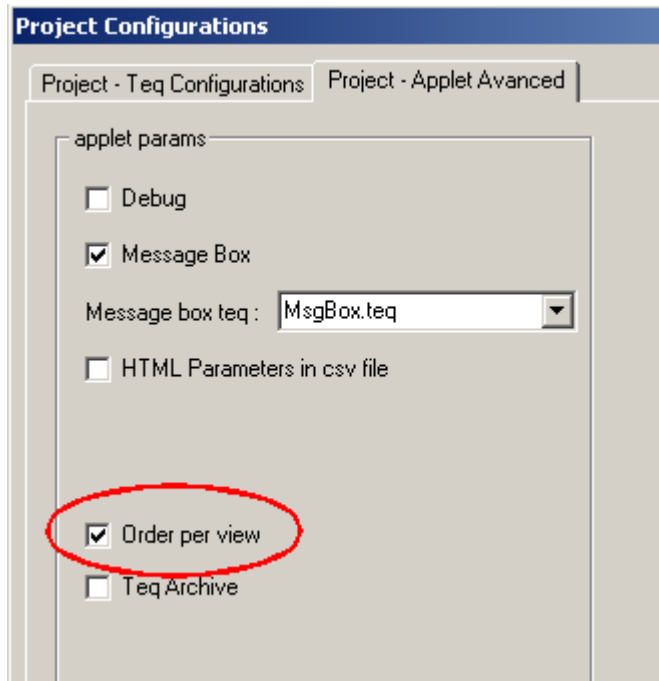 Project Configurations
Project - Teq Configurations
Project - Applet Avanced
applet params
Debug
Message Box
Message box teq : MsgBox.teq
HTML Parameters in csv file
Order per view
Teq Archive